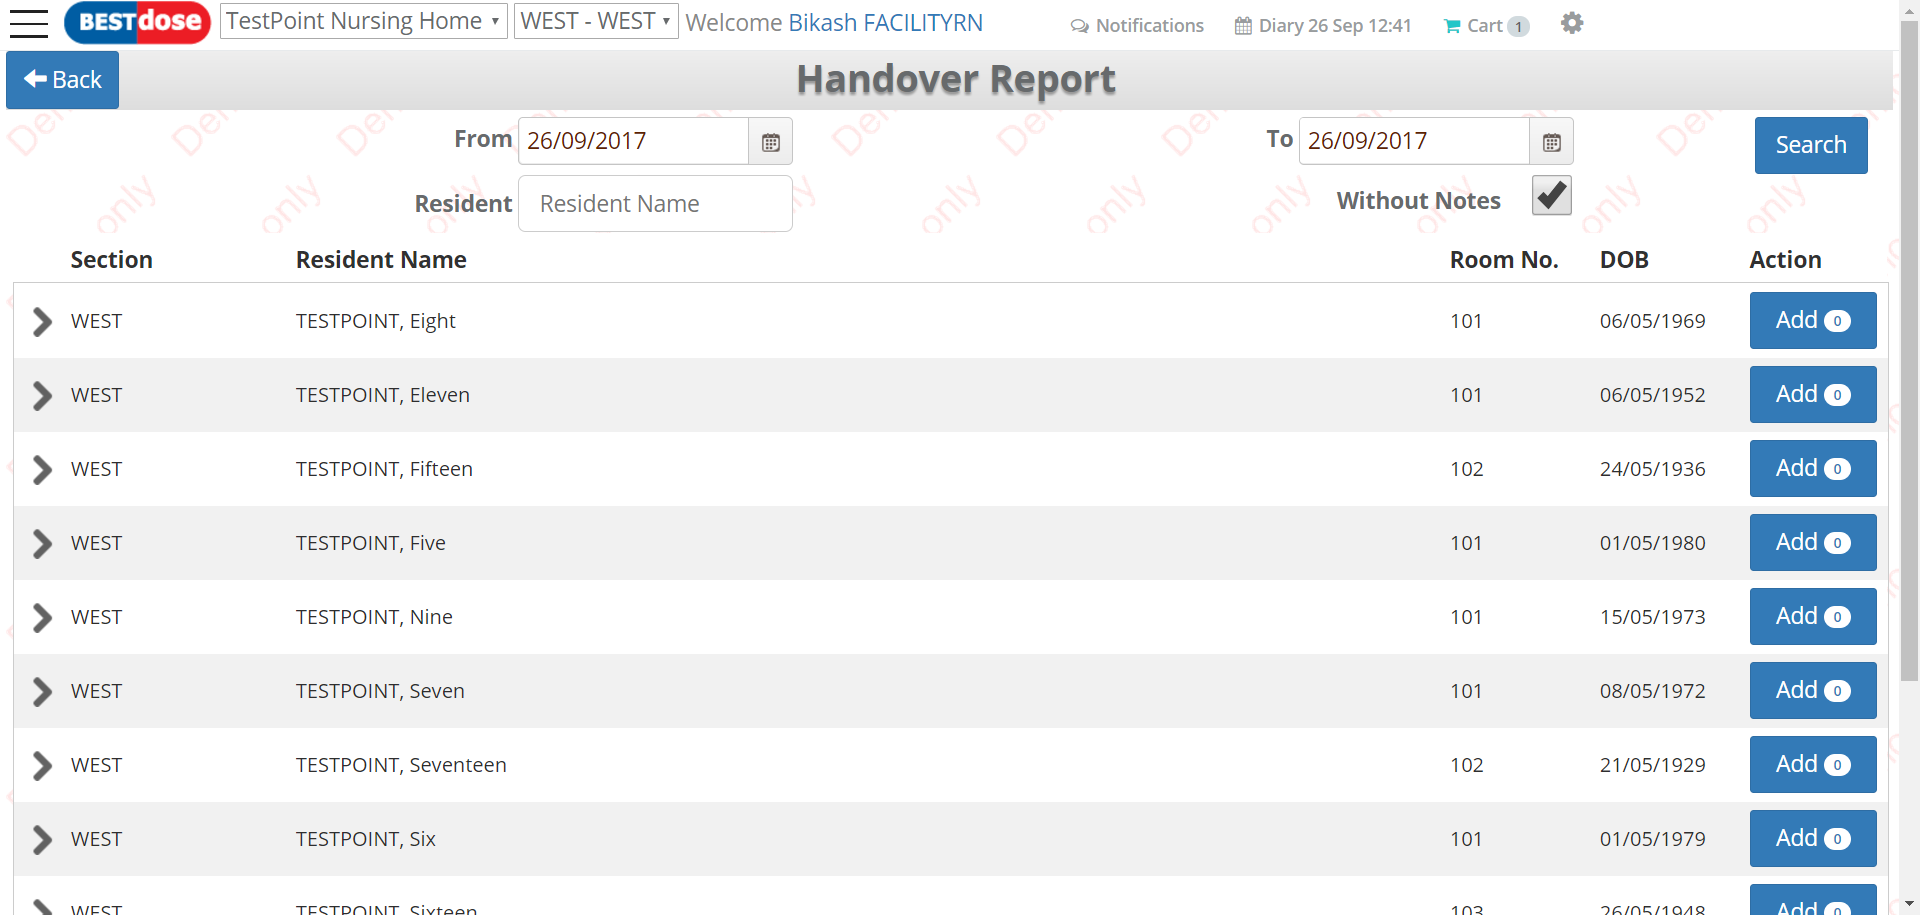 BESTdose TestPoint Nursing Home WEST - WEST Welcome Bikash FACILITYRN Notifications Diary 26 Sep 12:41 Cart 1
Back Handover Report
From 26/09/2017 To 26/09/2017 Search
Resident Resident Name Without Notes
Section Resident Name Room No. DOB Action
WEST TESTPOINT, Eight 101 06/05/1969 Add 0
WEST TESTPOINT, Eleven 101 06/05/1952 Add 0
WEST TESTPOINT, Fifteen 102 24/05/1936 Add 0
WEST TESTPOINT, Five 101 01/05/1980 Add 0
WEST TESTPOINT, Nine 101 15/05/1973 Add 0
WEST TESTPOINT, Seven 101 08/05/1972 Add 0
WEST TESTPOINT, Seventeen 102 21/05/1929 Add 0
WEST TESTPOINT, Six 101 01/05/1979 Add 0
WEST TESTPOINT, Sixteen 103 26/05/1948 Add 0